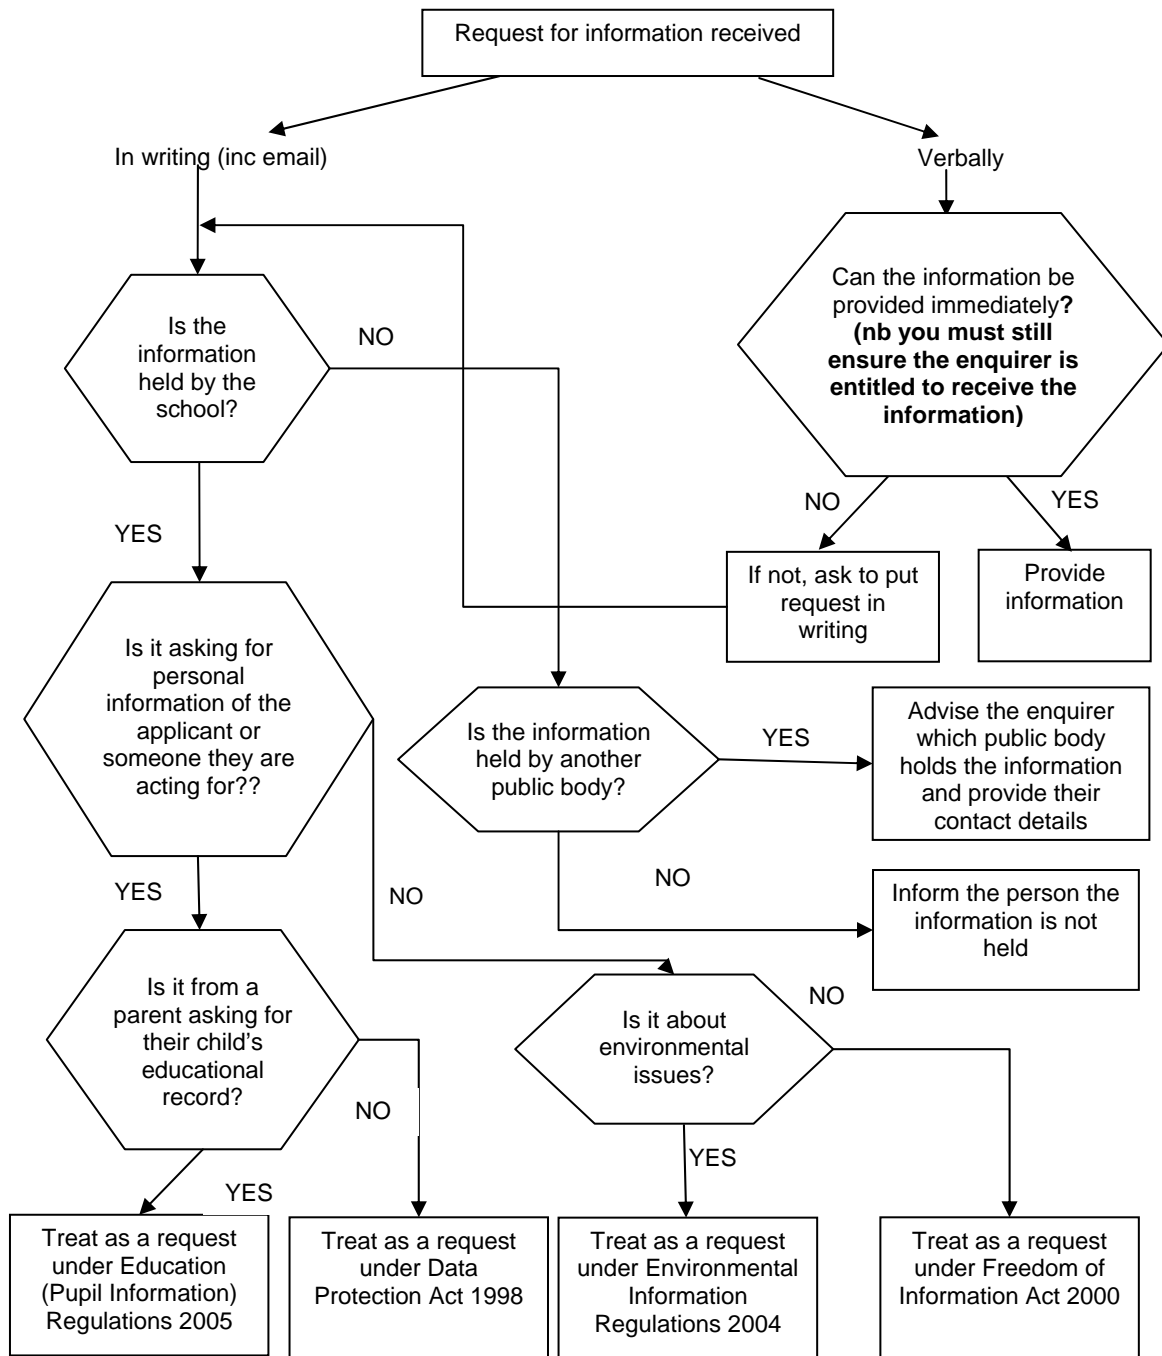 Request for information received
In writing (inc email)
Verbally
Can the information be
provided immediately?
(nb you must still
ensure the enquirer is
entitled to receive the
information)
Is the
information
held by the
school?
NO
YES
NO
YES
If not, ask to put
request in
writing
Provide
information
Is it asking for
personal
information of the
applicant or
someone they are
acting for??
Is the information
held by another
public body?
YES
Advise the enquirer
which public body
holds the information
and provide their
contact details
YES
NO
NO
Inform the person the
information is not
held
Is it from a
parent asking for
their child's
educational
record?
Is it about
environmental
issues?
NO
NO
YES
YES
Treat as a request
under Education
(Pupil Information)
Regulations 2005
Treat as a request
under Data
Protection Act 1998
Treat as a request
under Environmental
Information
Regulations 2004
Treat as a request
under Freedom of
Information Act 2000